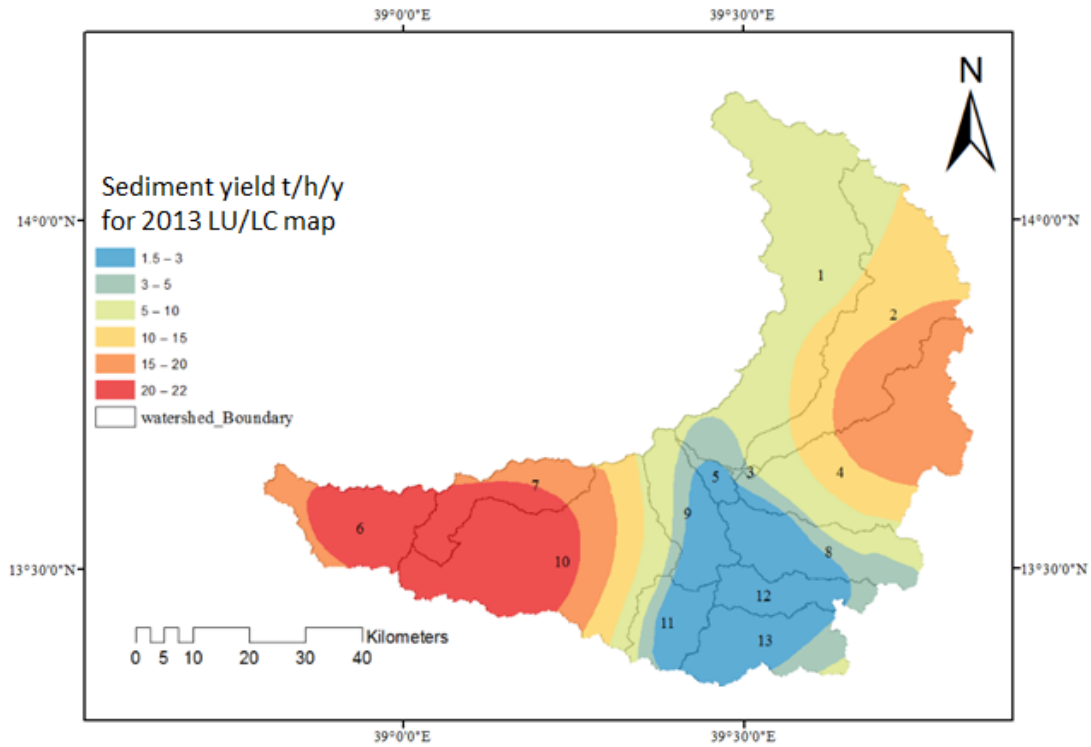 39°0'0"E 39°30'0"E
N
Sediment yield t/h/y
for 2013 LU/LC map
14°0'0"N 14°0'0"N
1.5 – 3
3 – 5
5 – 10
10 – 15
15 – 20
20 – 22
watershed_Boundary
1
2
3
4
5
7
9
6
8
10
13°30'0"N 13°30'0"N
12
11
13
Kilometers
0 5 10 20 30 40
39°0'0"E 39°30'0"E